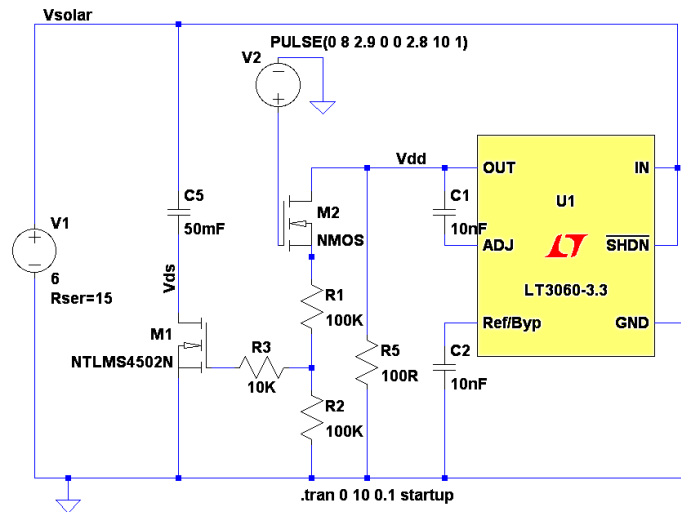 Vsolar
PULSE(0 8 2.9 0 0 2.8 10 1)
V2
Vdd
OUT
IN
C5
50mF
M2
NMOS
C1
10nF
U1
V1
ADJ
SHDN
6
Rser=15
Vds
LT3060-3.3
R1
100K
Ref/Byp
GND
M1
NTLMS4502N
R3
10K
R5
100R
C2
10nF
R2
100K
.tran 0 10 0.1 startup